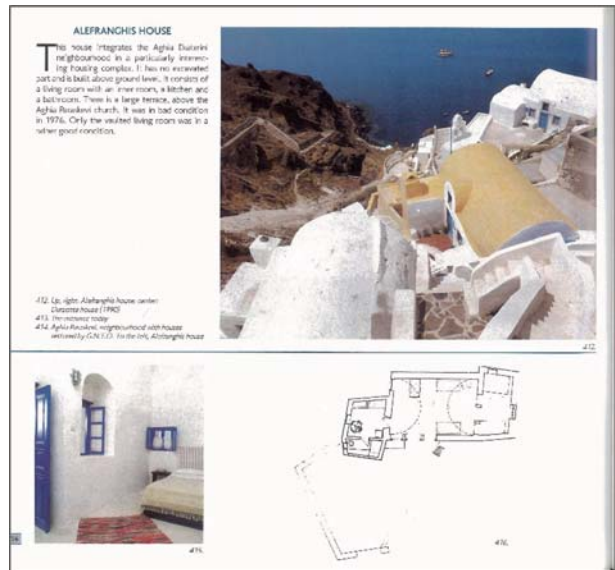 ALEFRANGHIS HOUSE
This house integrates the Aghia Ekaterini
neighbourhood in a particularly interest-
ing housing complex. It has no excavated
part and is built above ground level. It consists of
a living room with an inner room, a kitchen and
a bathroom. There is a large terrace, above the
Aghia Paraskevi church. It was in bad condition
in 1976. Only the vaulted living room was in a
rather good condition.
412. Up, right. Alefranghis house, center:
house (1990)
413. The entrance today
414. Aghia Paraskevi, neighbourhood with houses
restored by G.N.T.O. To the left, Alefranghis house
412.